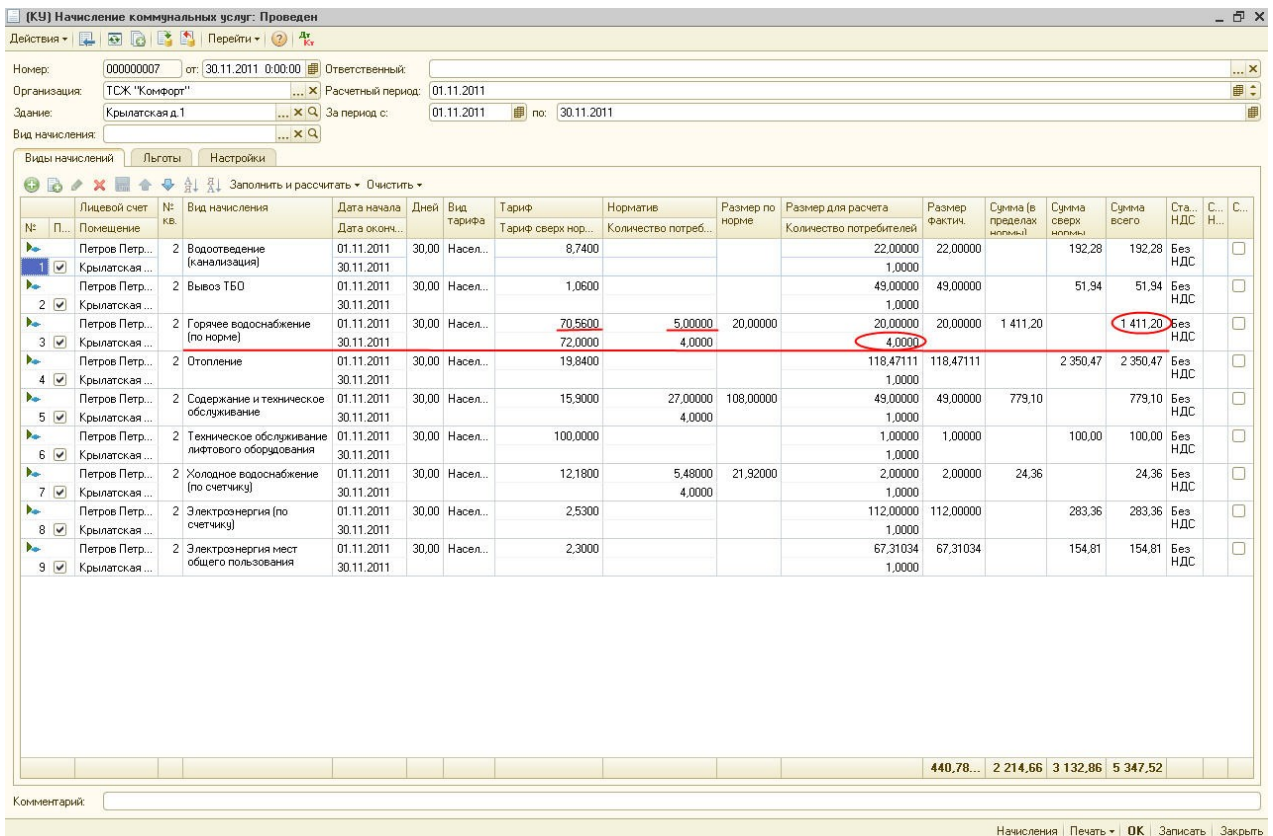 (КУ) Начисление коммунальных услуг: Проведен
Действия Перейти Дт Кт
Номер: 000000007 от: 30.11.2011 0:00:00 Ответственный:
Организация: ТСЖ "Комфорт" Расчетный период: 01.11.2011
Здание: Крылатская д.1 За период с: 01.11.2011 по: 30.11.2011
Вид начисления:
Виды начислений Льготы Настройки
Заполнить и рассчитать Очистить
Лицевой счет № кв. Вид начисления Дата начала Дней Вид тарифа Тариф Норматив Размер по норме Размер для расчета Размер фактич. Сумма (в пределах нормы) Сумма сверх нормы Сумма всего Ста... НДС С... Н... С...
№ П... Помещение Дата оконч... Тариф сверх нор... Количество потреб... Количество потребителей
Петров Петр... 2 Водоотведение 01.11.2011 30,00 Насел... 8,7400 22,00000 22,00000 192,28 192,28 Без
1 Крылатская ... (канализация) 30.11.2011 1,0000 НДС
Петров Петр... 2 Вывоз ТБО 01.11.2011 30,00 Насел... 1,0600 49,00000 49,00000 51,94 51,94 Без
2 Крылатская ... 30.11.2011 1,0000 НДС
Петров Петр... 2 Горячее водоснабжение 01.11.2011 30,00 Насел... 70,5600 5,00000 20,00000 20,00000 20,00000 1 411,20 1 411,20 Без
3 Крылатская ... (по норме) 30.11.2011 72,0000 4,0000 4,0000 НДС
Петров Петр... 2 Отопление 01.11.2011 30,00 Насел... 19,8400 118,47111 118,47111 2 350,47 2 350,47 Без
4 Крылатская ... 30.11.2011 1,0000 НДС
Петров Петр... 2 Содержание и техническое 01.11.2011 30,00 Насел... 15,9000 27,00000 108,00000 49,00000 49,00000 779,10 779,10 Без
5 Крылатская ... обслуживание 30.11.2011 4,0000 1,0000 НДС
Петров Петр... 2 Техническое обслуживание 01.11.2011 30,00 Насел... 100,0000 1,00000 1,00000 100,00 100,00 Без
6 Крылатская ... лифтового оборудования 30.11.2011 1,0000 НДС
Петров Петр... 2 Холодное водоснабжение 01.11.2011 30,00 Насел... 12,1800 5,48000 21,92000 2,00000 2,00000 24,36 24,36 Без
7 Крылатская ... (по счетчику) 30.11.2011 4,0000 1,0000 НДС
Петров Петр... 2 Электроэнергия (по 01.11.2011 30,00 Насел... 2,5300 112,00000 112,00000 283,36 283,36 Без
8 Крылатская ... счетчику) 30.11.2011 1,0000 НДС
Петров Петр... 2 Электроэнергия мест 01.11.2011 30,00 Насел... 2,3000 67,31034 67,31034 154,81 154,81 Без
9 Крылатская ... общего пользования 30.11.2011 1,0000 НДС
440,78... 2 214,66 3 132,86 5 347,52
Комментарий:
Начисления Печать OK Записать Закрыть